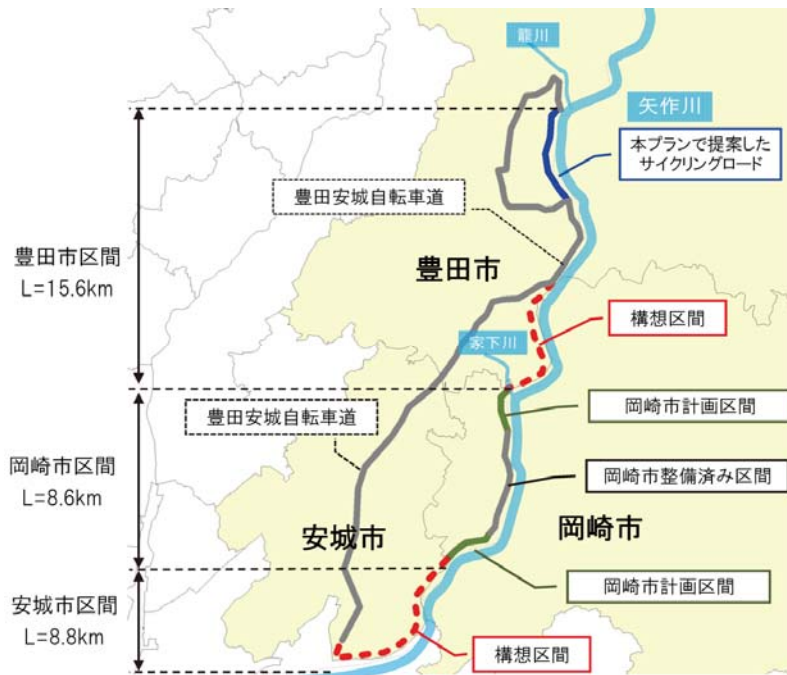 籠川
矢作川
本プランで提案した
サイクリングロード
豊田安城自転車道
豊田市区間
L=15.6km
豊田市
構想区間
家下川
岡崎市計画区間
豊田安城自転車道
岡崎市区間
L=8.6km
岡崎市整備済み区間
安城市
岡崎市
岡崎市計画区間
安城市区間
L=8.8km
構想区間